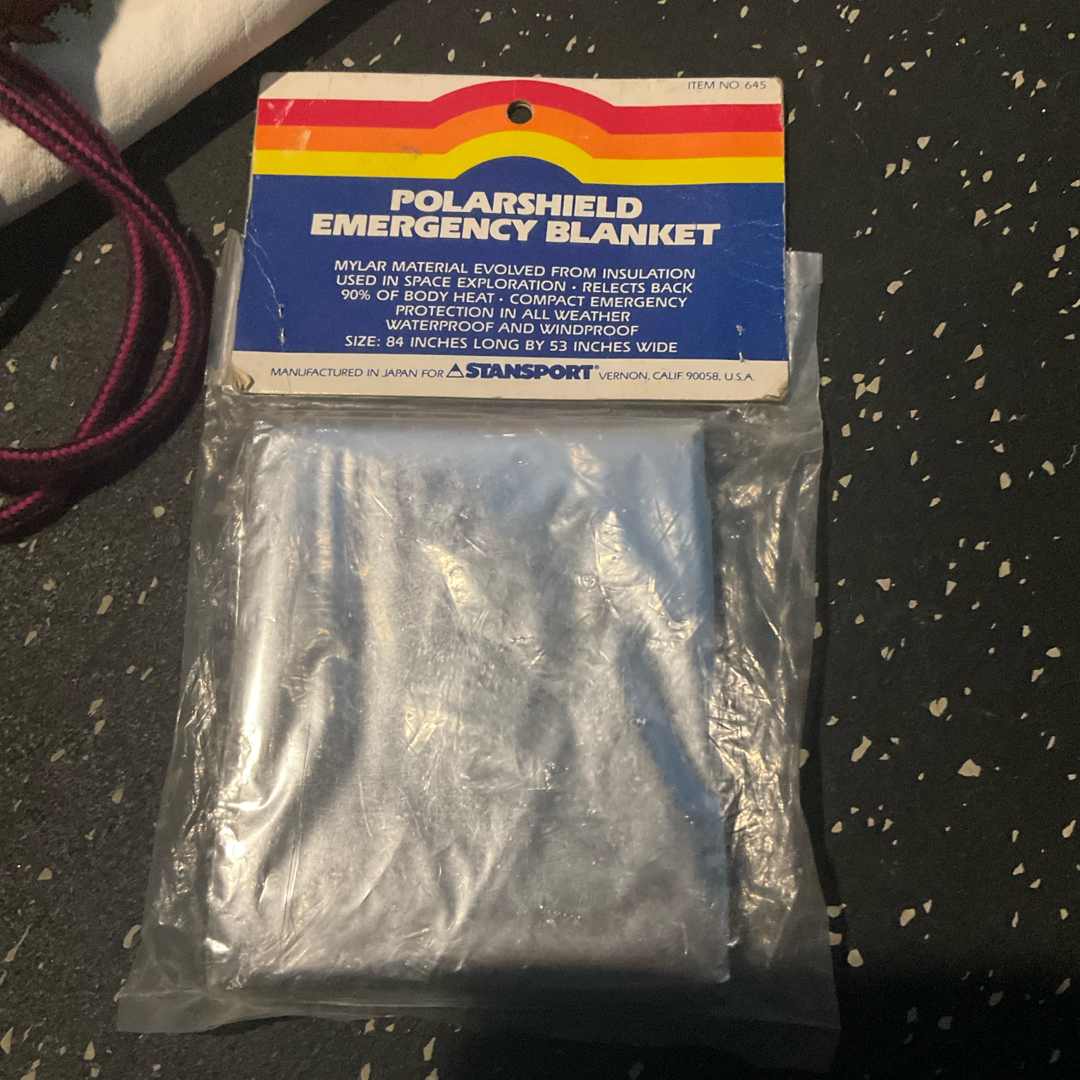 ITEM NO. 645
POLARSHIELD
EMERGENCY BLANKET
MYLAR MATERIAL EVOLVED FROM INSULATION
USED IN SPACE EXPLORATION • RELECTS BACK
90% OF BODY HEAT • COMPACT EMERGENCY
PROTECTION IN ALL WEATHER
WATERPROOF AND WINDPROOF
SIZE: 84 INCHES LONG BY 53 INCHES WIDE
MANUFACTURED IN JAPAN FOR STANSPORT® VERNON, CALIF. 90058, U.S.A.